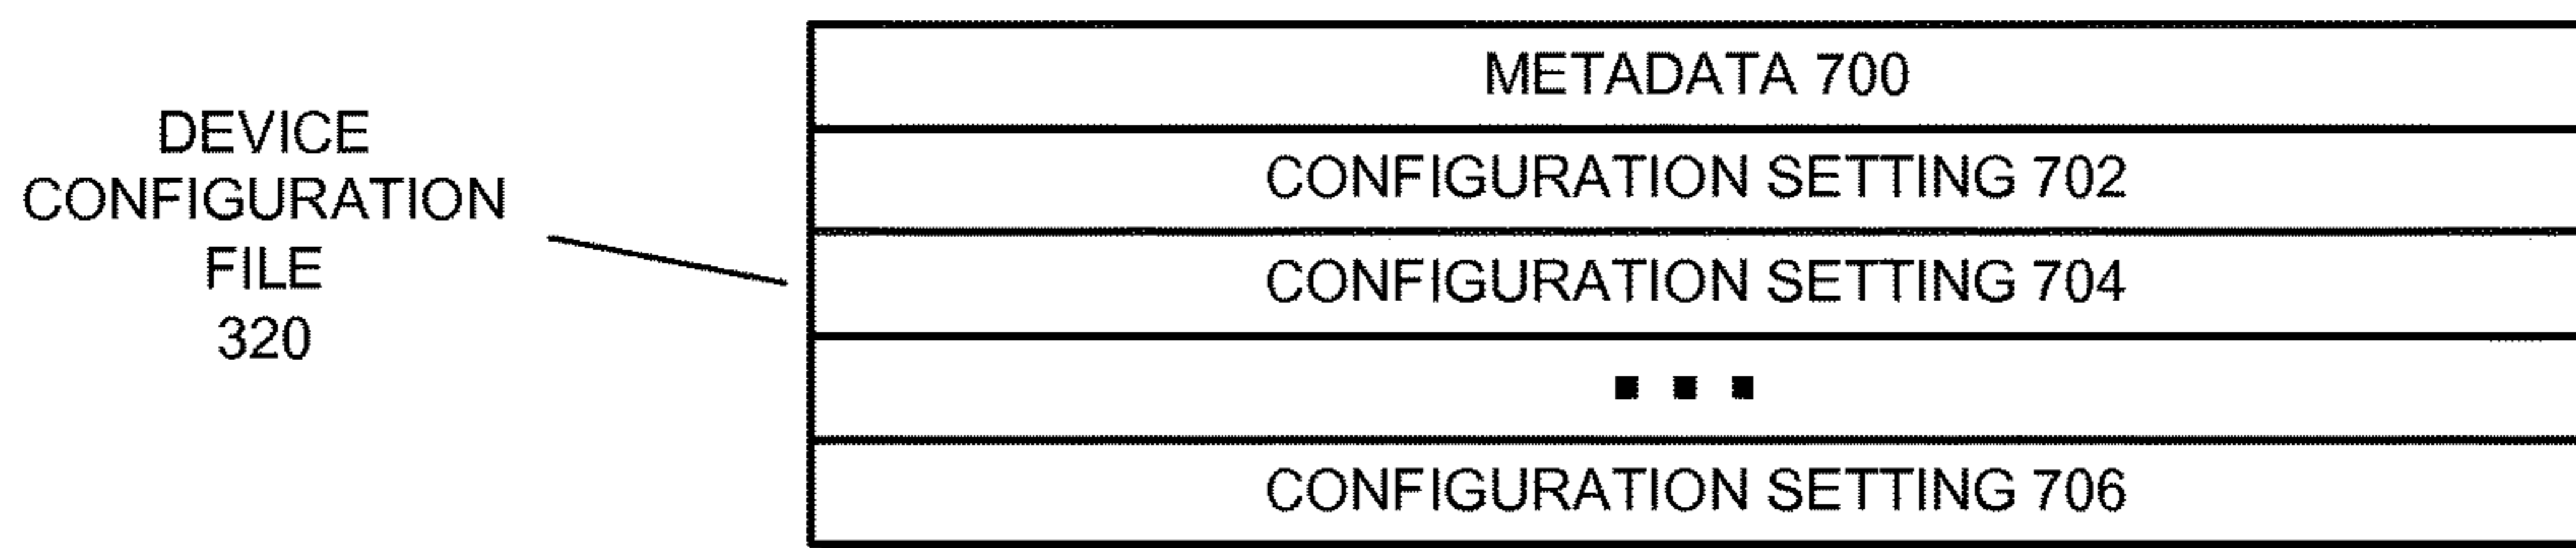 DEVICE
CONFIGURATION
FILE
320
METADATA 700
CONFIGURATION SETTING 702
CONFIGURATION SETTING 704
...
CONFIGURATION SETTING 706